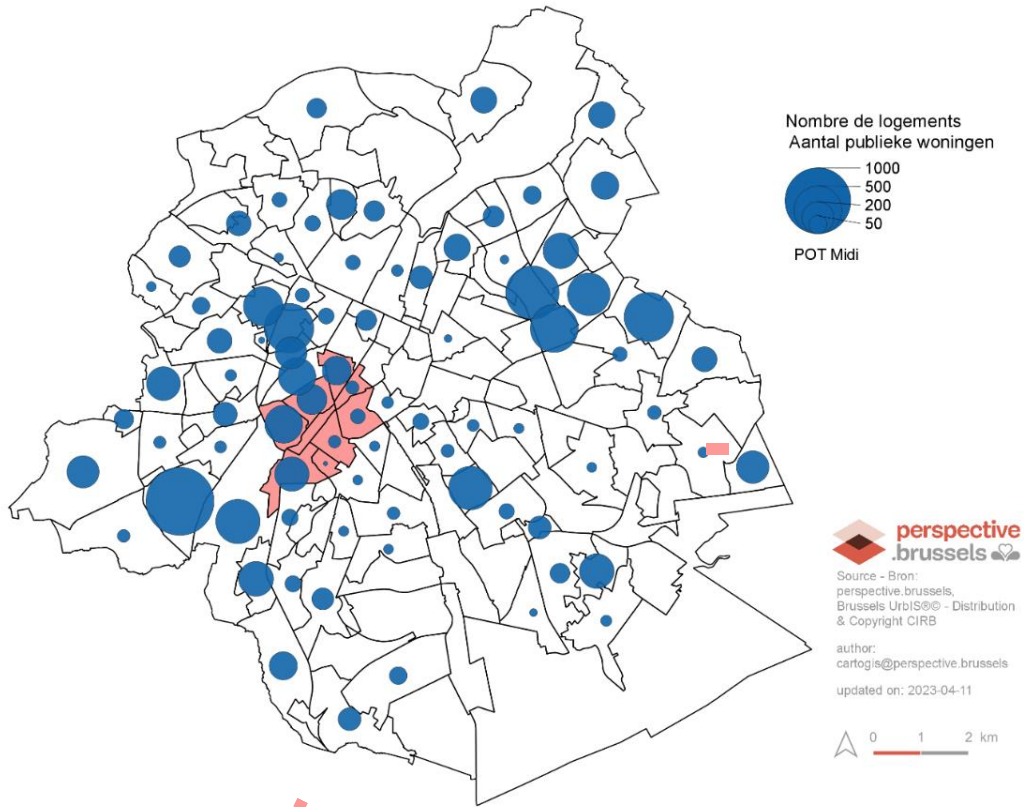 Nombre de logements
Aantal publieke woningen
1000
500
200
50
POT Midi
perspective
.brussels
Source - Bron:
perspective.brussels,
Brussels UrbIS®© - Distribution
& Copyright CIRB
author:
cartogis@perspective.brussels
updated on: 2023-04-11
0 1 2 km